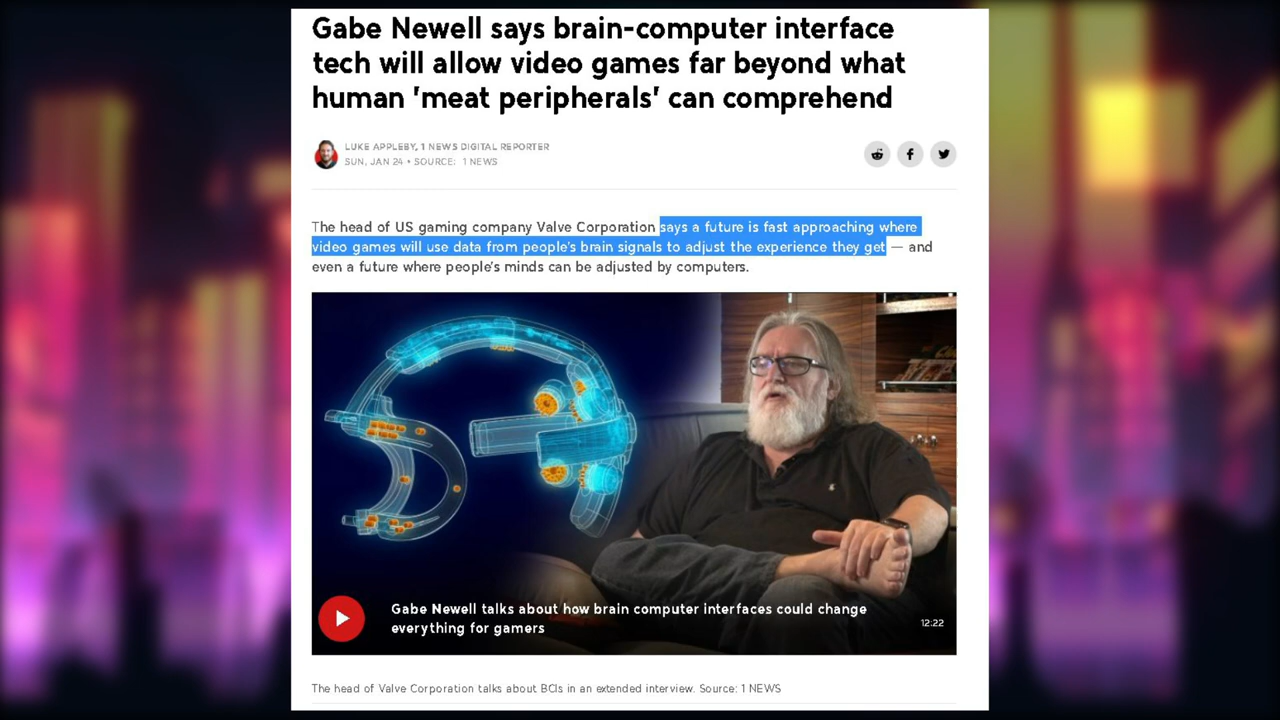 Gabe Newell says brain-computer interface
tech will allow video games far beyond what
human 'meat peripherals' can comprehend
LUKE APPLEBY, 1 NEWS DIGITAL REPORTER
SUN, JAN 24 • SOURCE: 1 NEWS
The head of US gaming company Valve Corporation says a future is fast approaching where
video games will use data from people's brain signals to adjust the experience they get — and
even a future where people's minds can be adjusted by computers.
Gabe Newell talks about how brain computer interfaces could change
everything for gamers
12:22
The head of Valve Corporation talks about BCIs in an extended interview. Source: 1 NEWS